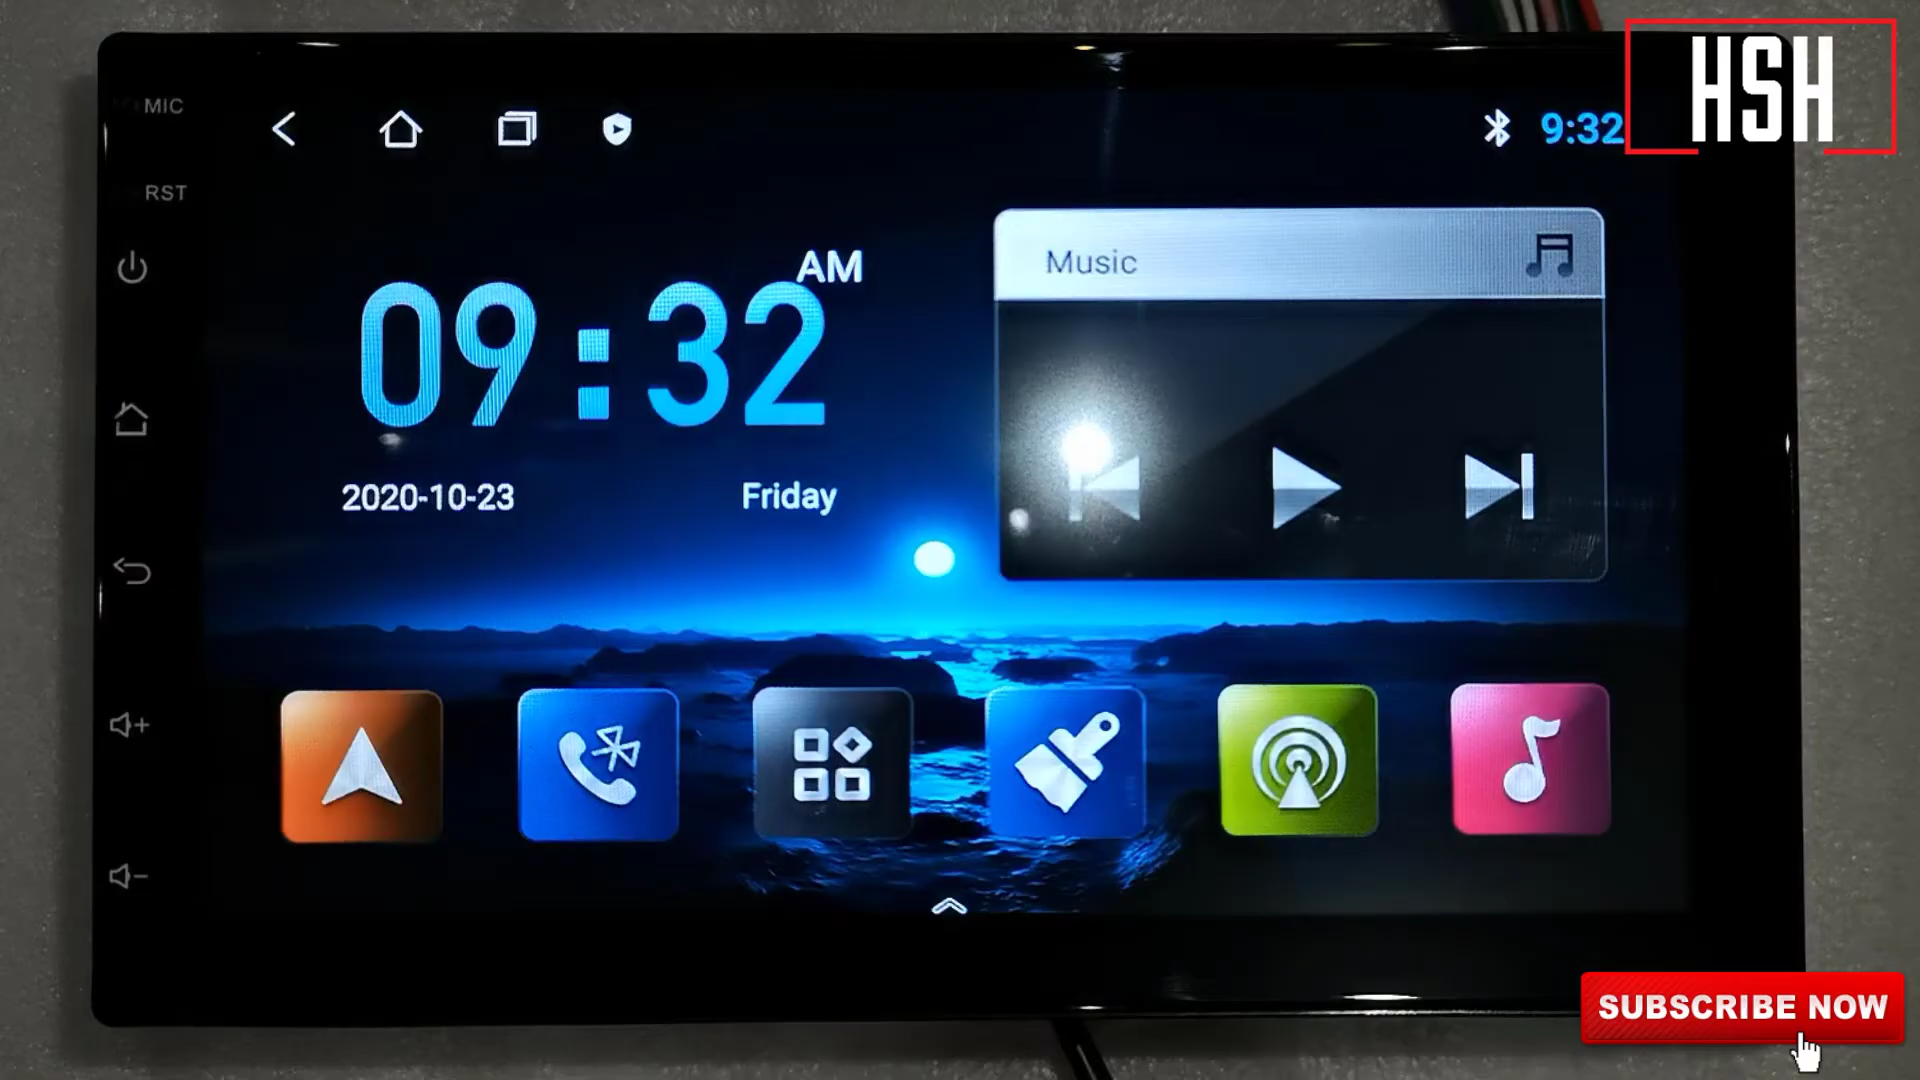 HSH
MIC
9:32
RST
AM
09:32
Music
2020-10-23
Friday
SUBSCRIBE NOW